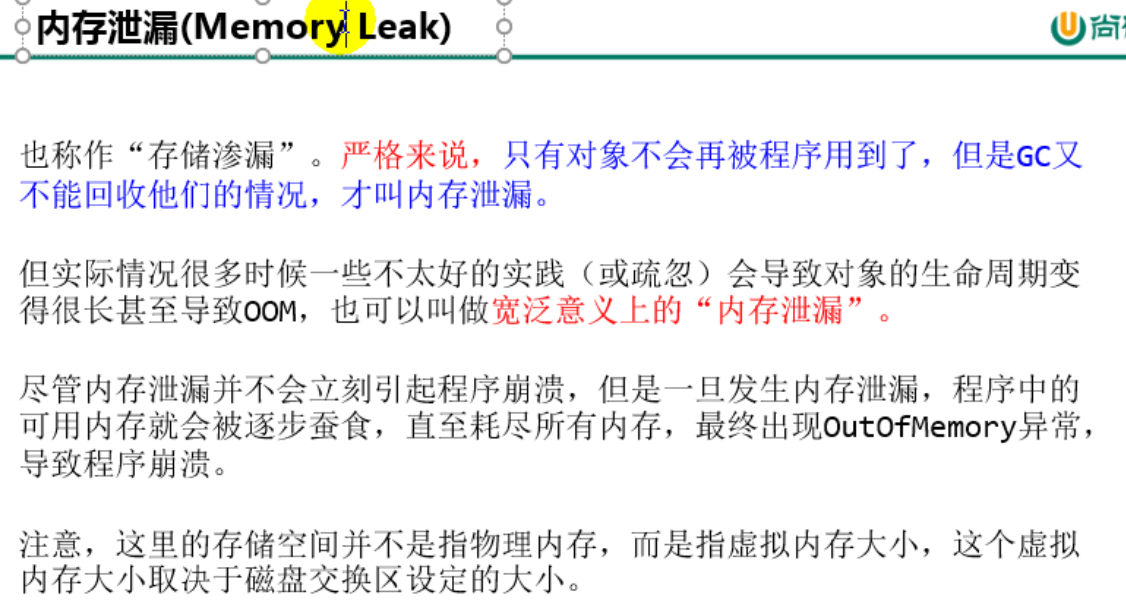 内存泄漏(Memory Leak)
尚
也称作“存储渗漏”。严格来说，只有对象不会再被程序用到了，但是GC又
不能回收他们的情况，才叫内存泄漏。
但实际情况很多时候一些不太好的实践（或疏忽）会导致对象的生命周期变
得很长甚至导致OOM，也可以叫做宽泛意义上的“内存泄漏”。
尽管内存泄漏并不会立刻引起程序崩溃，但是一旦发生内存泄漏，程序中的
可用内存就会被逐步蚕食，直至耗尽所有内存，最终出现OutOfMemory异常，
导致程序崩溃。
注意，这里的存储空间并不是指物理内存，而是指虚拟内存大小，这个虚拟
内存大小取决于磁盘交换区设定的大小。